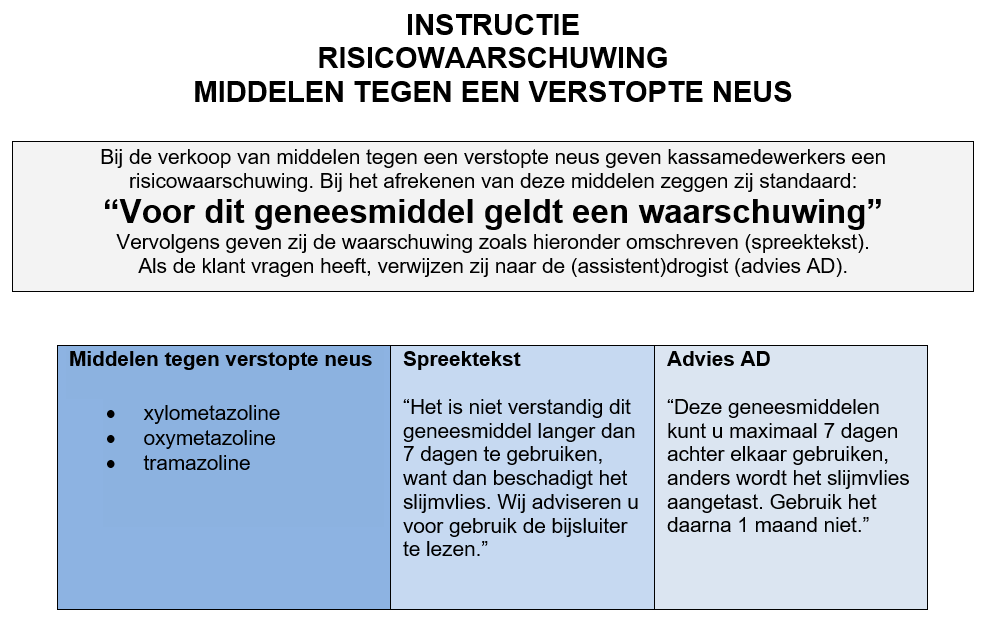 INSTRUCTIE
RISICOWAARSCHUWING
MIDDELEN TEGEN EEN VERSTOPTE NEUS
Bij de verkoop van middelen tegen een verstopte neus geven kassamedewerkers een
risicowaarschuwing. Bij het afrekenen van deze middelen zeggen zij standaard:
“Voor dit geneesmiddel geldt een waarschuwing”
Vervolgens geven zij de waarschuwing zoals hieronder omschreven (spreektekst).
Als de klant vragen heeft, verwijzen zij naar de (assistent)drogist (advies AD).
Middelen tegen verstopte neus
• xylometazoline
• oxymetazoline
• tramazoline
Spreektekst
“Het is niet verstandig dit
geneesmiddel langer dan
7 dagen te gebruiken,
want dan beschadigt het
slijmvlies. Wij adviseren u
voor gebruik de bijsluiter
te lezen.”
Advies AD
“Deze geneesmiddelen
kunt u maximaal 7 dagen
achter elkaar gebruiken,
anders wordt het slijmvlies
aangetast. Gebruik het
daarna 1 maand niet.”